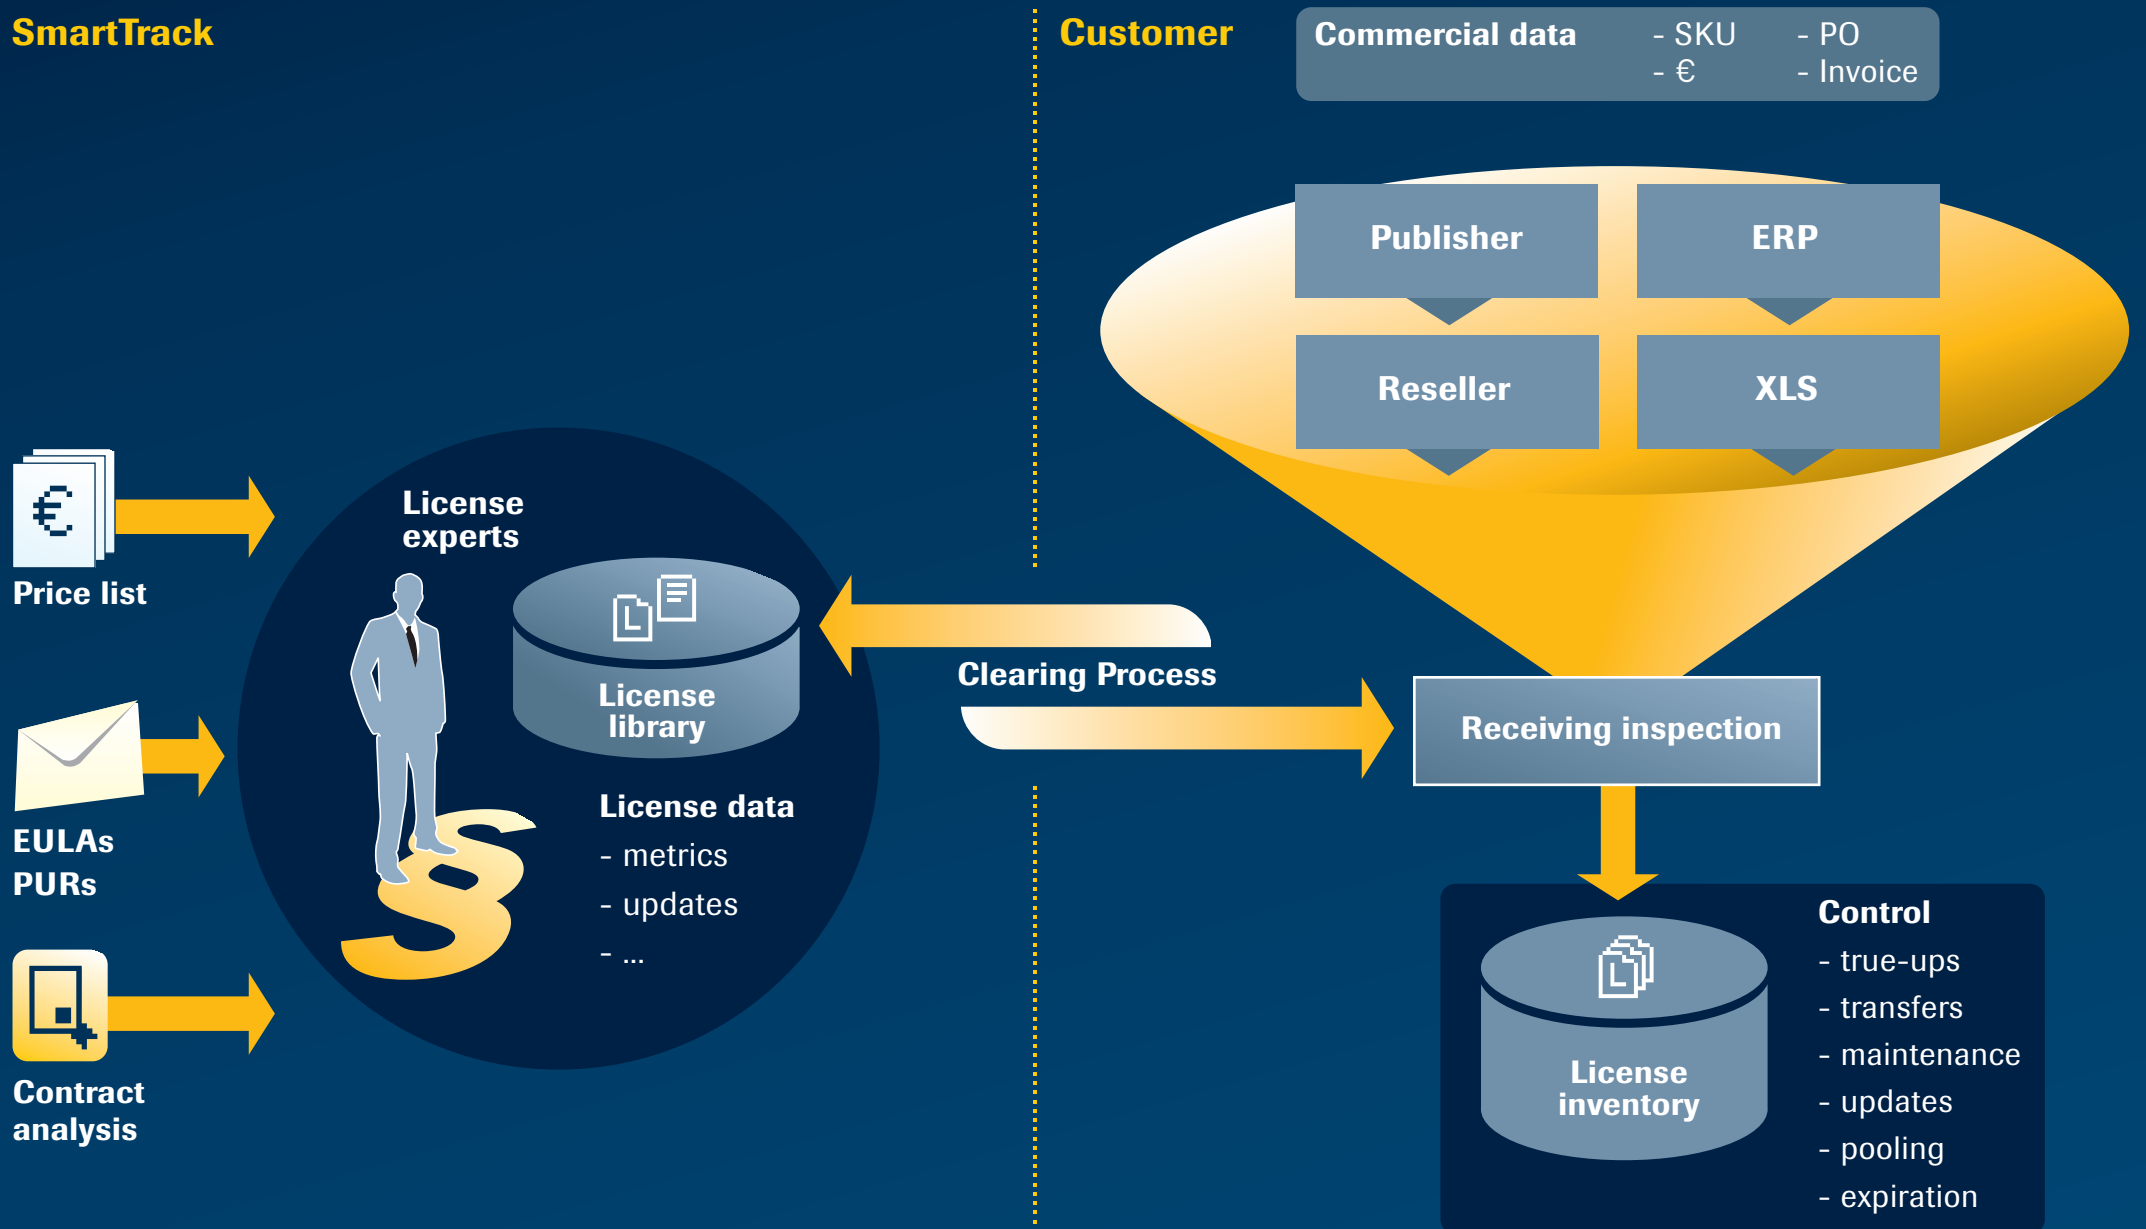 SmartTrack
Customer
Commercial data - SKU - PO
- € - Invoice
Publisher
ERP
Reseller
XLS
€
Price list
License
experts
L
License
library
Clearing Process
Receiving inspection
EULAs
PURs
License data
- metrics
- updates
- ...
§
Contract
analysis
L
License
inventory
Control
- true-ups
- transfers
- maintenance
- updates
- pooling
- expiration